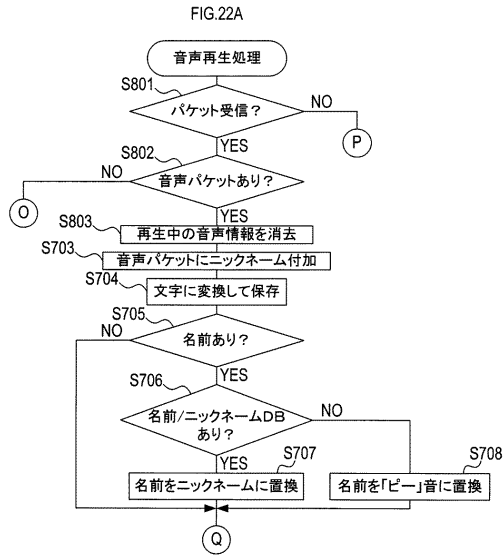 FIG.22A
音声再生処理
S801
パケット受信？
NO
P
YES
S802
音声パケットあり？
NO
O
YES
S803
再生中の音声情報を消去
S703
音声パケットにニックネーム付加
S704
文字に変換して保存
S705
NO
名前あり？
YES
S706
名前/ニックネームDB
あり？
NO
YES
S707
名前をニックネームに置換
S708
名前を「ピー」音に置換
Q